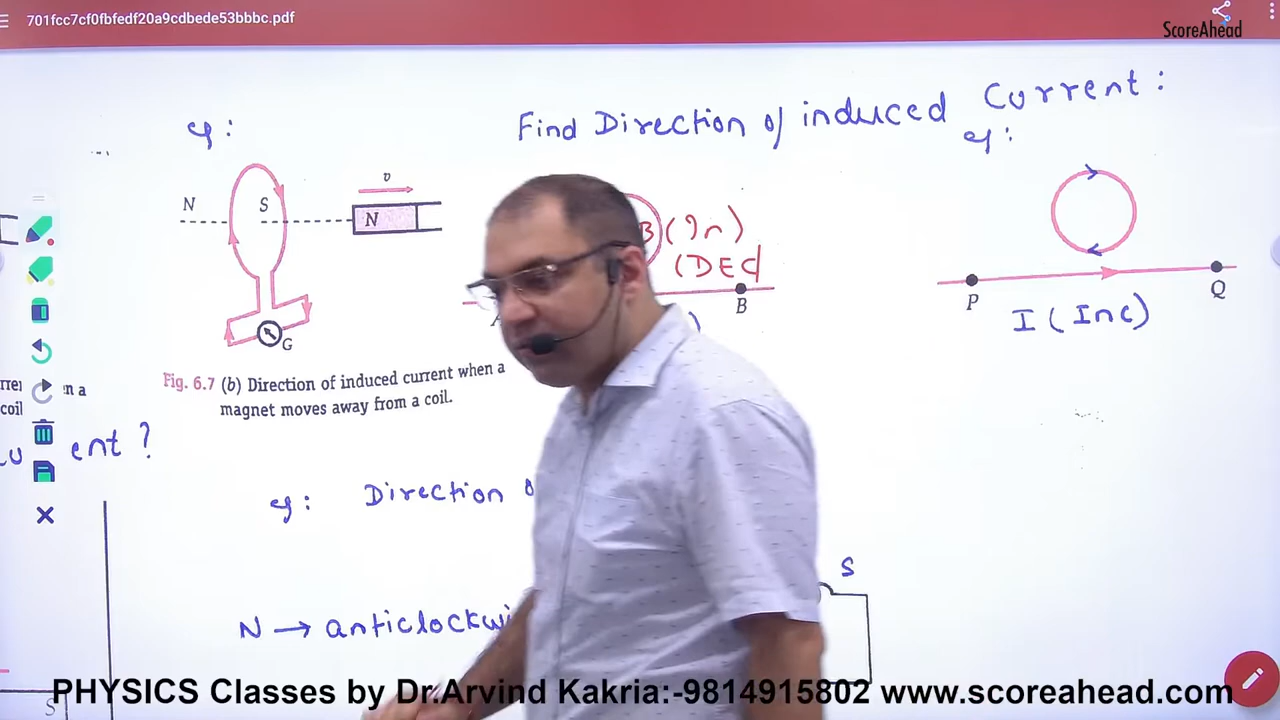 701fcc7cf0fbfedf20a9cdbede53bbbc.pdf
ScoreAhead
eg:
Find Direction of induced Current:
eg:
N
S
v
N
G
B) (In)
(DEC
B
P
Q
I (Inc)
Fig. 6.7 (b) Direction of induced current when a
magnet moves away from a coil.
n a
coil
ent ?
eg: Direction
N → anticlockwi
S
S
PHYSICS Classes by Dr.Arvind Kakria:-9814915802 www.scoreahead.com